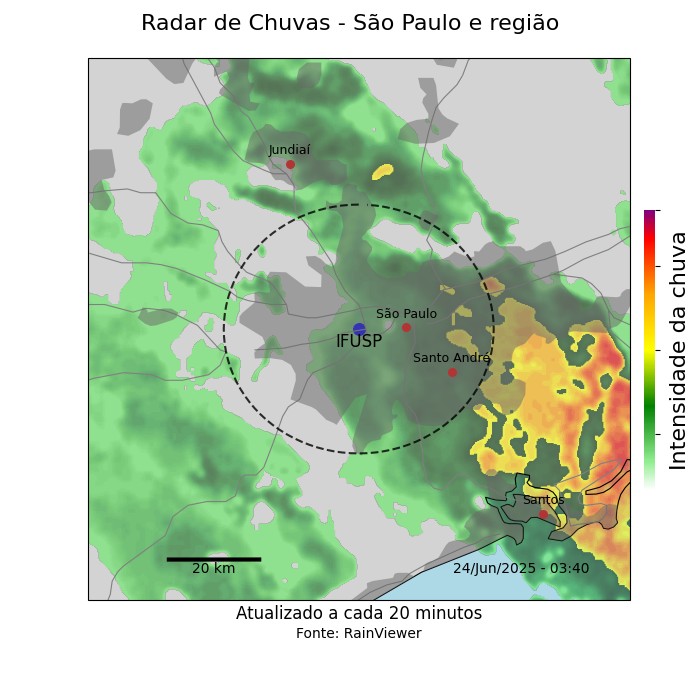 Radar de Chuvas - São Paulo e região
Jundiaí
São Paulo
IFUSP
Santo André
Santos
20 km
24/Jun/2025 - 03:40
Intensidade da chuva
Atualizado a cada 20 minutos
Fonte: RainViewer